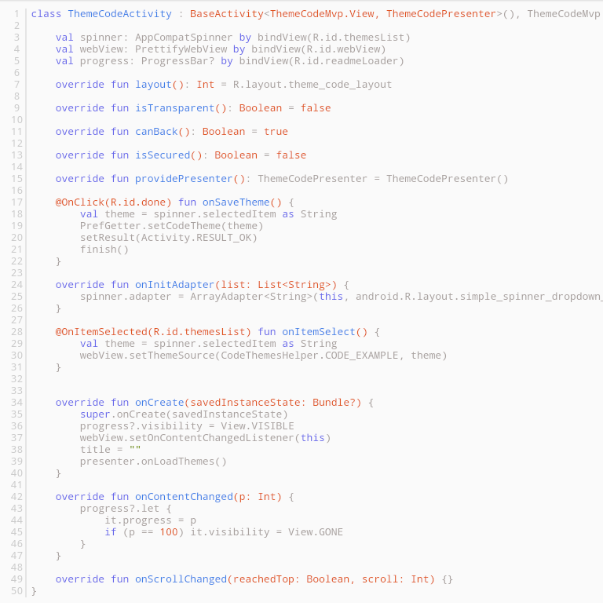 1 class ThemeCodeActivity : BaseActivity<ThemeCodeMvp.View, ThemeCodePresenter>(), ThemeCodeMvp
2
3 val spinner: AppCompatSpinner by bindView(R.id.themesList)
4 val webView: PrettifyWebView by bindView(R.id.webView)
5 val progress: ProgressBar? by bindView(R.id.readmeLoader)
6
7 override fun layout(): Int = R.layout.theme_code_layout
8
9 override fun isTransparent(): Boolean = false
10
11 override fun canBack(): Boolean = true
12
13 override fun isSecured(): Boolean = false
14
15 override fun providePresenter(): ThemeCodePresenter = ThemeCodePresenter()
16
17 @OnClick(R.id.done) fun onSaveTheme() {
18 val theme = spinner.selectedItem as String
19 PrefGetter.setCodeTheme(theme)
20 setResult(Activity.RESULT_OK)
21 finish()
22 }
23
24 override fun onInitAdapter(list: List<String>) {
25 spinner.adapter = ArrayAdapter<String>(this, android.R.layout.simple_spinner_dropdown_
26 }
27
28 @OnItemSelected(R.id.themesList) fun onItemSelect() {
29 val theme = spinner.selectedItem as String
30 webView.setThemeSource(CodeThemesHelper.CODE_EXAMPLE, theme)
31 }
32
33
34 override fun onCreate(savedInstanceState: Bundle?) {
35 super.onCreate(savedInstanceState)
36 progress?.visibility = View.VISIBLE
37 webView.setOnContentChangedListener(this)
38 title = ""
39 presenter.onLoadThemes()
40 }
41
42 override fun onContentChanged(p: Int) {
43 progress?.let {
44 it.progress = p
45 if (p == 100) it.visibility = View.GONE
46 }
47 }
48
49 override fun onScrollChanged(reachedTop: Boolean, scroll: Int) {}
50 }